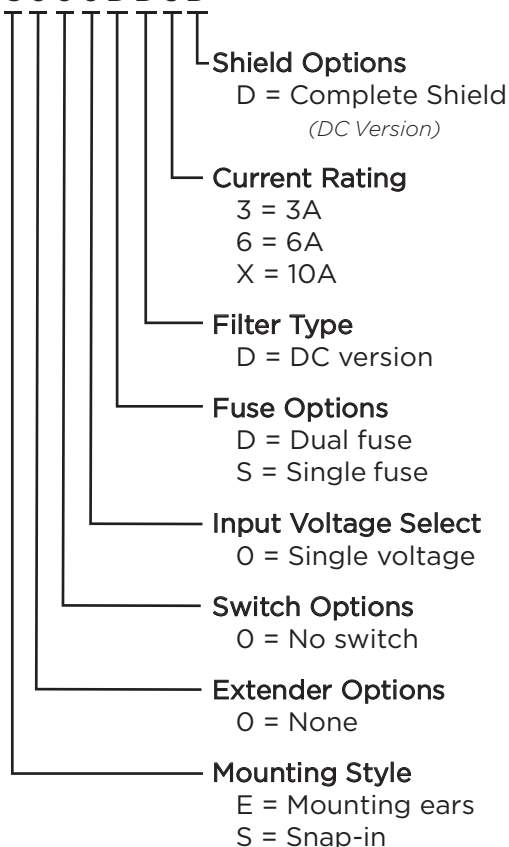 Shield Options
D = Complete Shield
(DC Version)
Current Rating
3 = 3A
6 = 6A
X = 10A
Filter Type
D = DC version
Fuse Options
D = Dual fuse
S = Single fuse
Input Voltage Select
0 = Single voltage
Switch Options
0 = No switch
Extender Options
0 = None
Mounting Style
E = Mounting ears
S = Snap-in